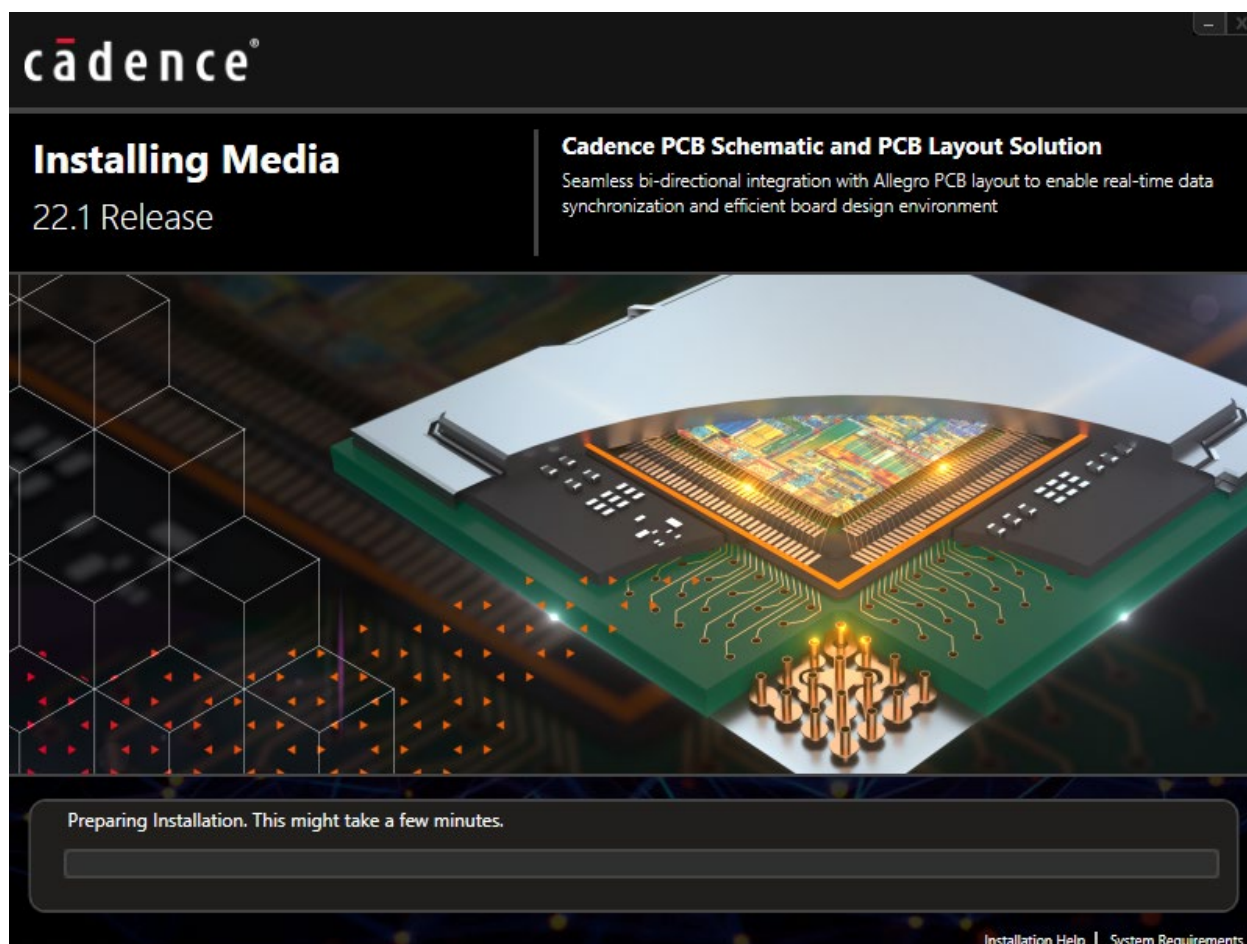 cādence®
Installing Media
22.1 Release
Cadence PCB Schematic and PCB Layout Solution
Seamless bi-directional integration with Allegro PCB layout to enable real-time data
synchronization and efficient board design environment
Preparing Installation. This might take a few minutes.
Installation Help | System Requirements